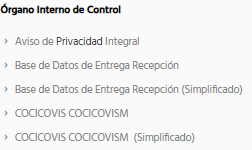 Órgano Interno de Control
› Aviso de Privacidad Integral
› Base de Datos de Entrega Recepción
› Base de Datos de Entrega Recepción (Simplificado)
› COCICOVIS COCICOVISM
› COCICOVIS COCICOVISM (Simplificado)